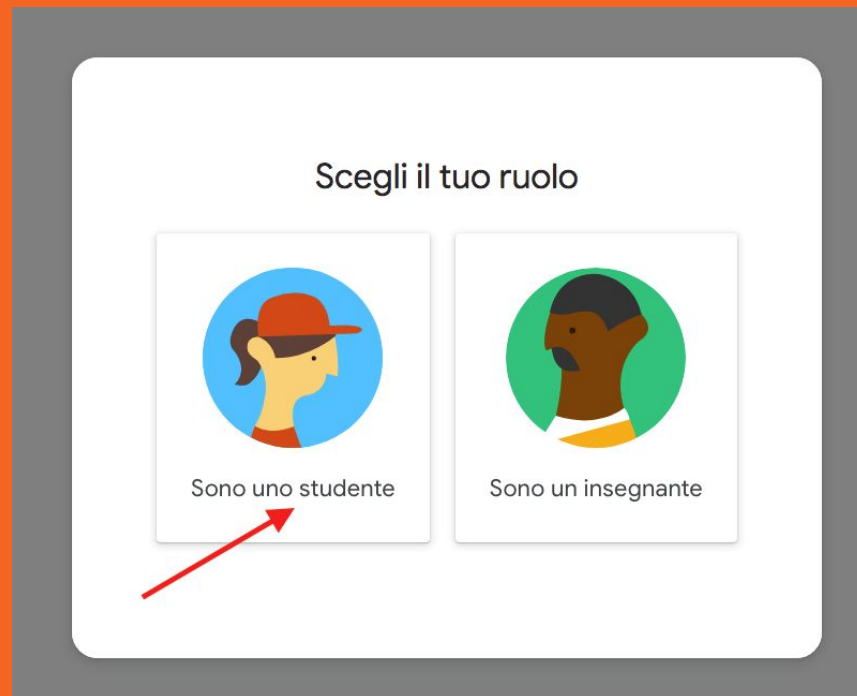 Scegli il tuo ruolo
Sono uno studente
Sono un insegnante